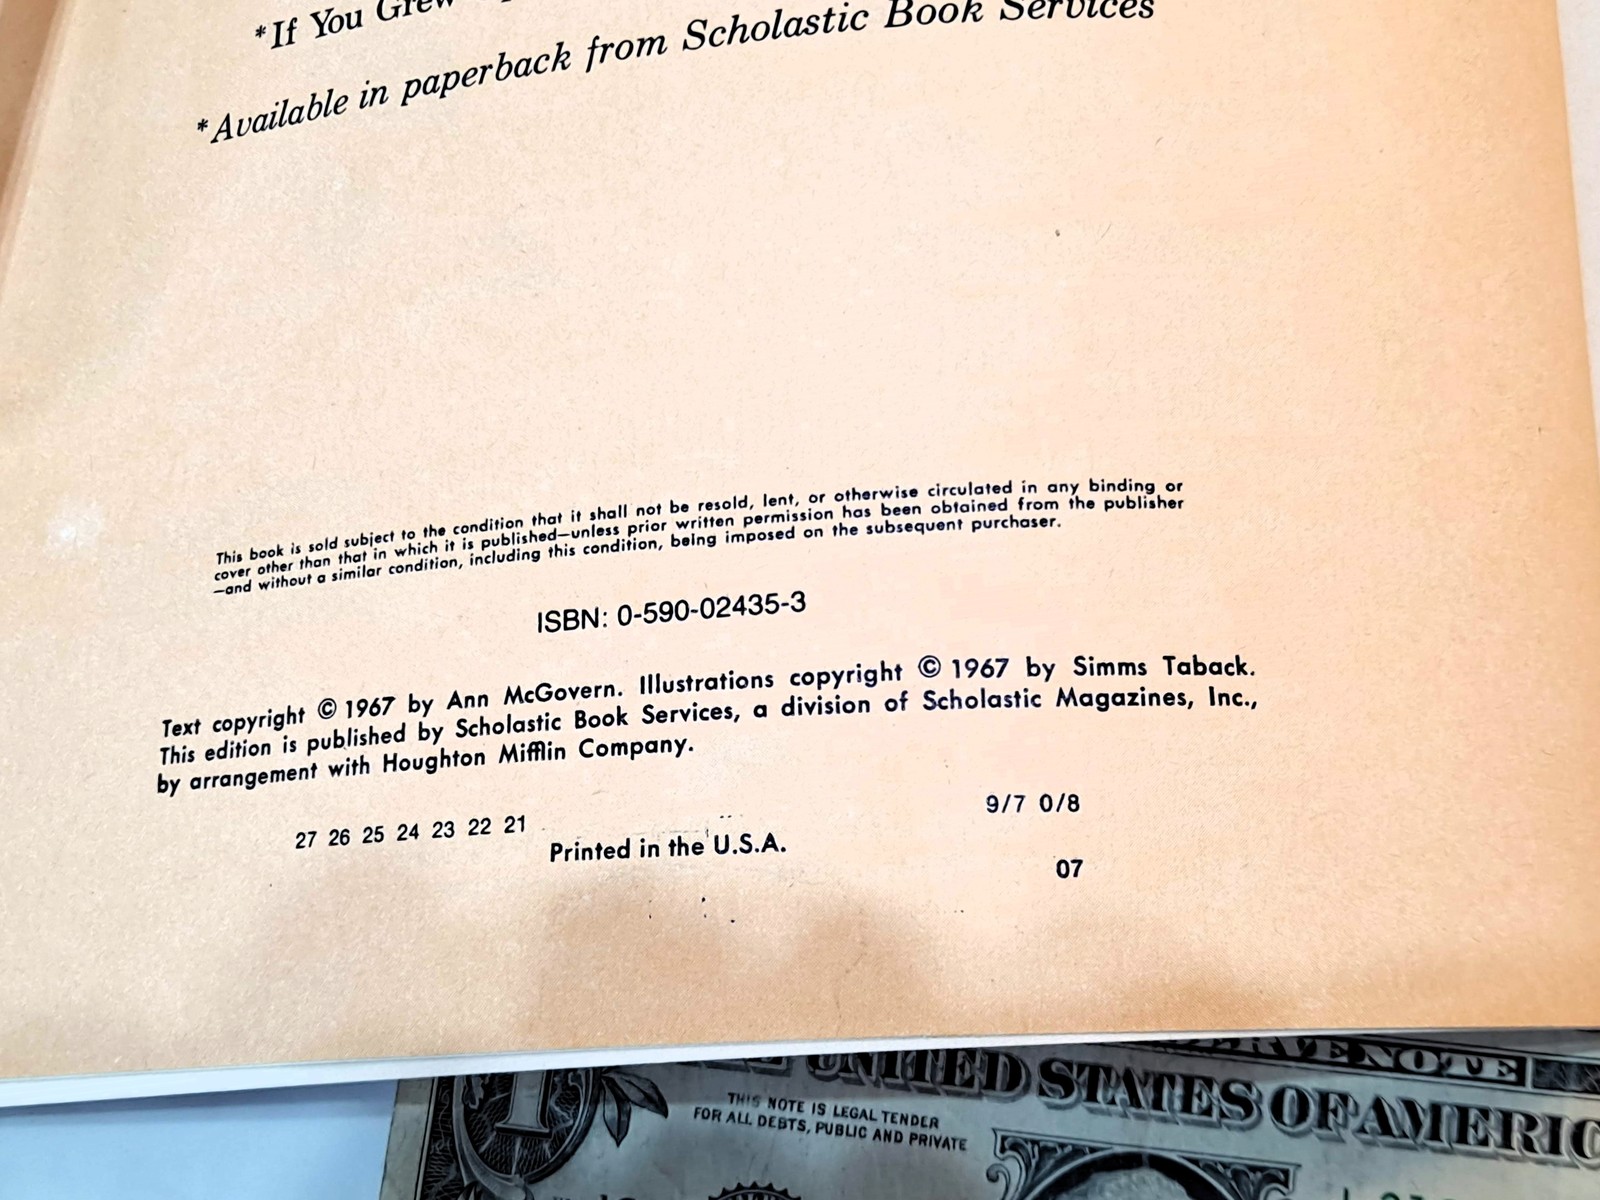 *If You Grew
*Available in paperback from Scholastic Book Services
This book is sold subject to the condition that it shall not be resold, lent, or otherwise circulated in any binding or
cover other than that in which it is published—unless prior written permission has been obtained from the publisher
—and without a similar condition, including this condition, being imposed on the subsequent purchaser.
ISBN: 0-590-02435-3
Text copyright © 1967 by Ann McGovern. Illustrations copyright © 1967 by Simms Taback.
This edition is published by Scholastic Book Services, a division of Scholastic Magazines, Inc.,
by arrangement with Houghton Mifflin Company.
27 26 25 24 23 22 21
9/7 0/8
Printed in the U.S.A.
07
NOTE
UNITED STATES OF AMERIC
1
THIS NOTE IS LEGAL TENDER
FOR ALL DEBTS, PUBLIC AND PRIVATE